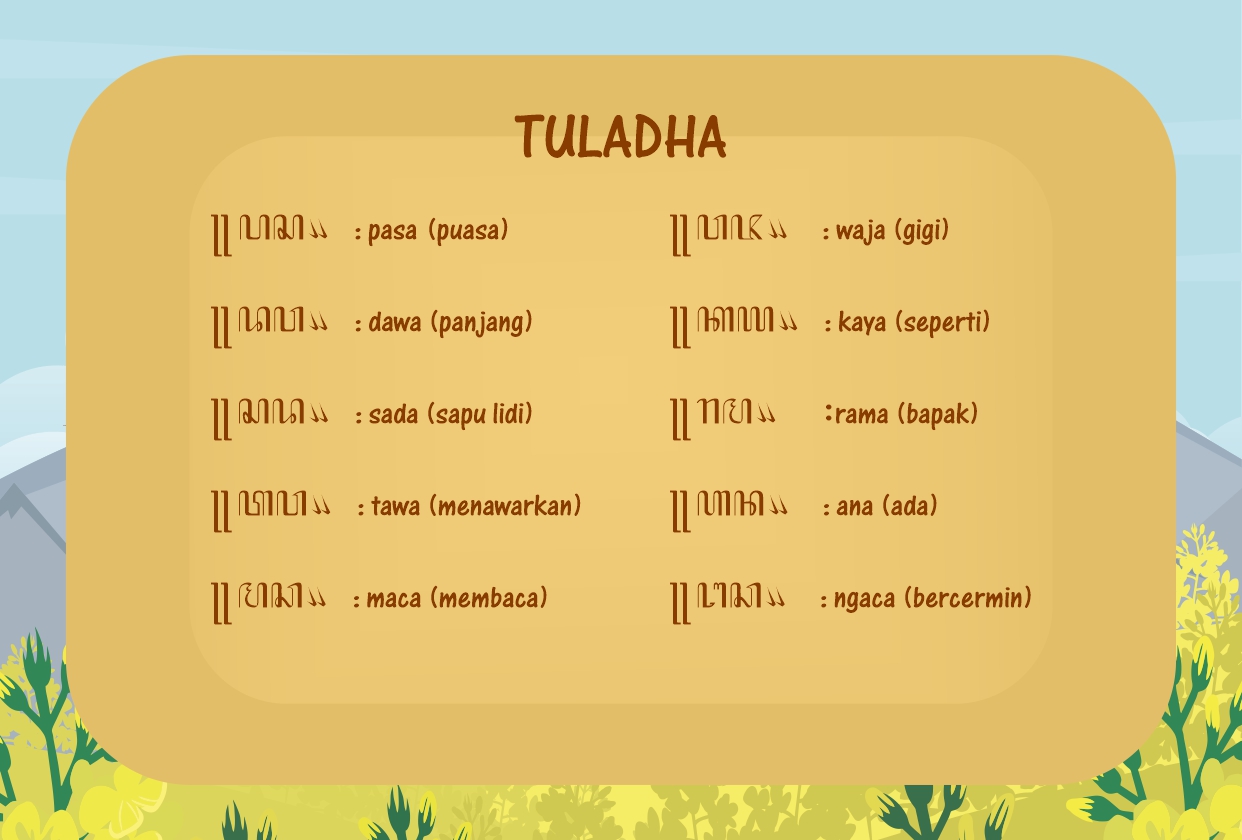 TULADHA
꧋ꦥꦱ꧉ : pasa (puasa)
꧋ꦮꦗ꧉ : waja (gigi)
꧋ꦢꦮ꧉ : dawa (panjang)
꧋ꦏꦪ꧉ : kaya (seperti)
꧋ꦱꦢ꧉ : sada (sapu lidi)
꧋ꦫꦩ꧉ :rama (bapak)
꧋ꦠꦮ꧉ : tawa (menawarkan)
꧋ꦲꦤ꧉ : ana (ada)
꧋ꦩꦕ꧉ : maca (membaca)
꧋ꦔꦕ꧉ : ngaca (bercermin)